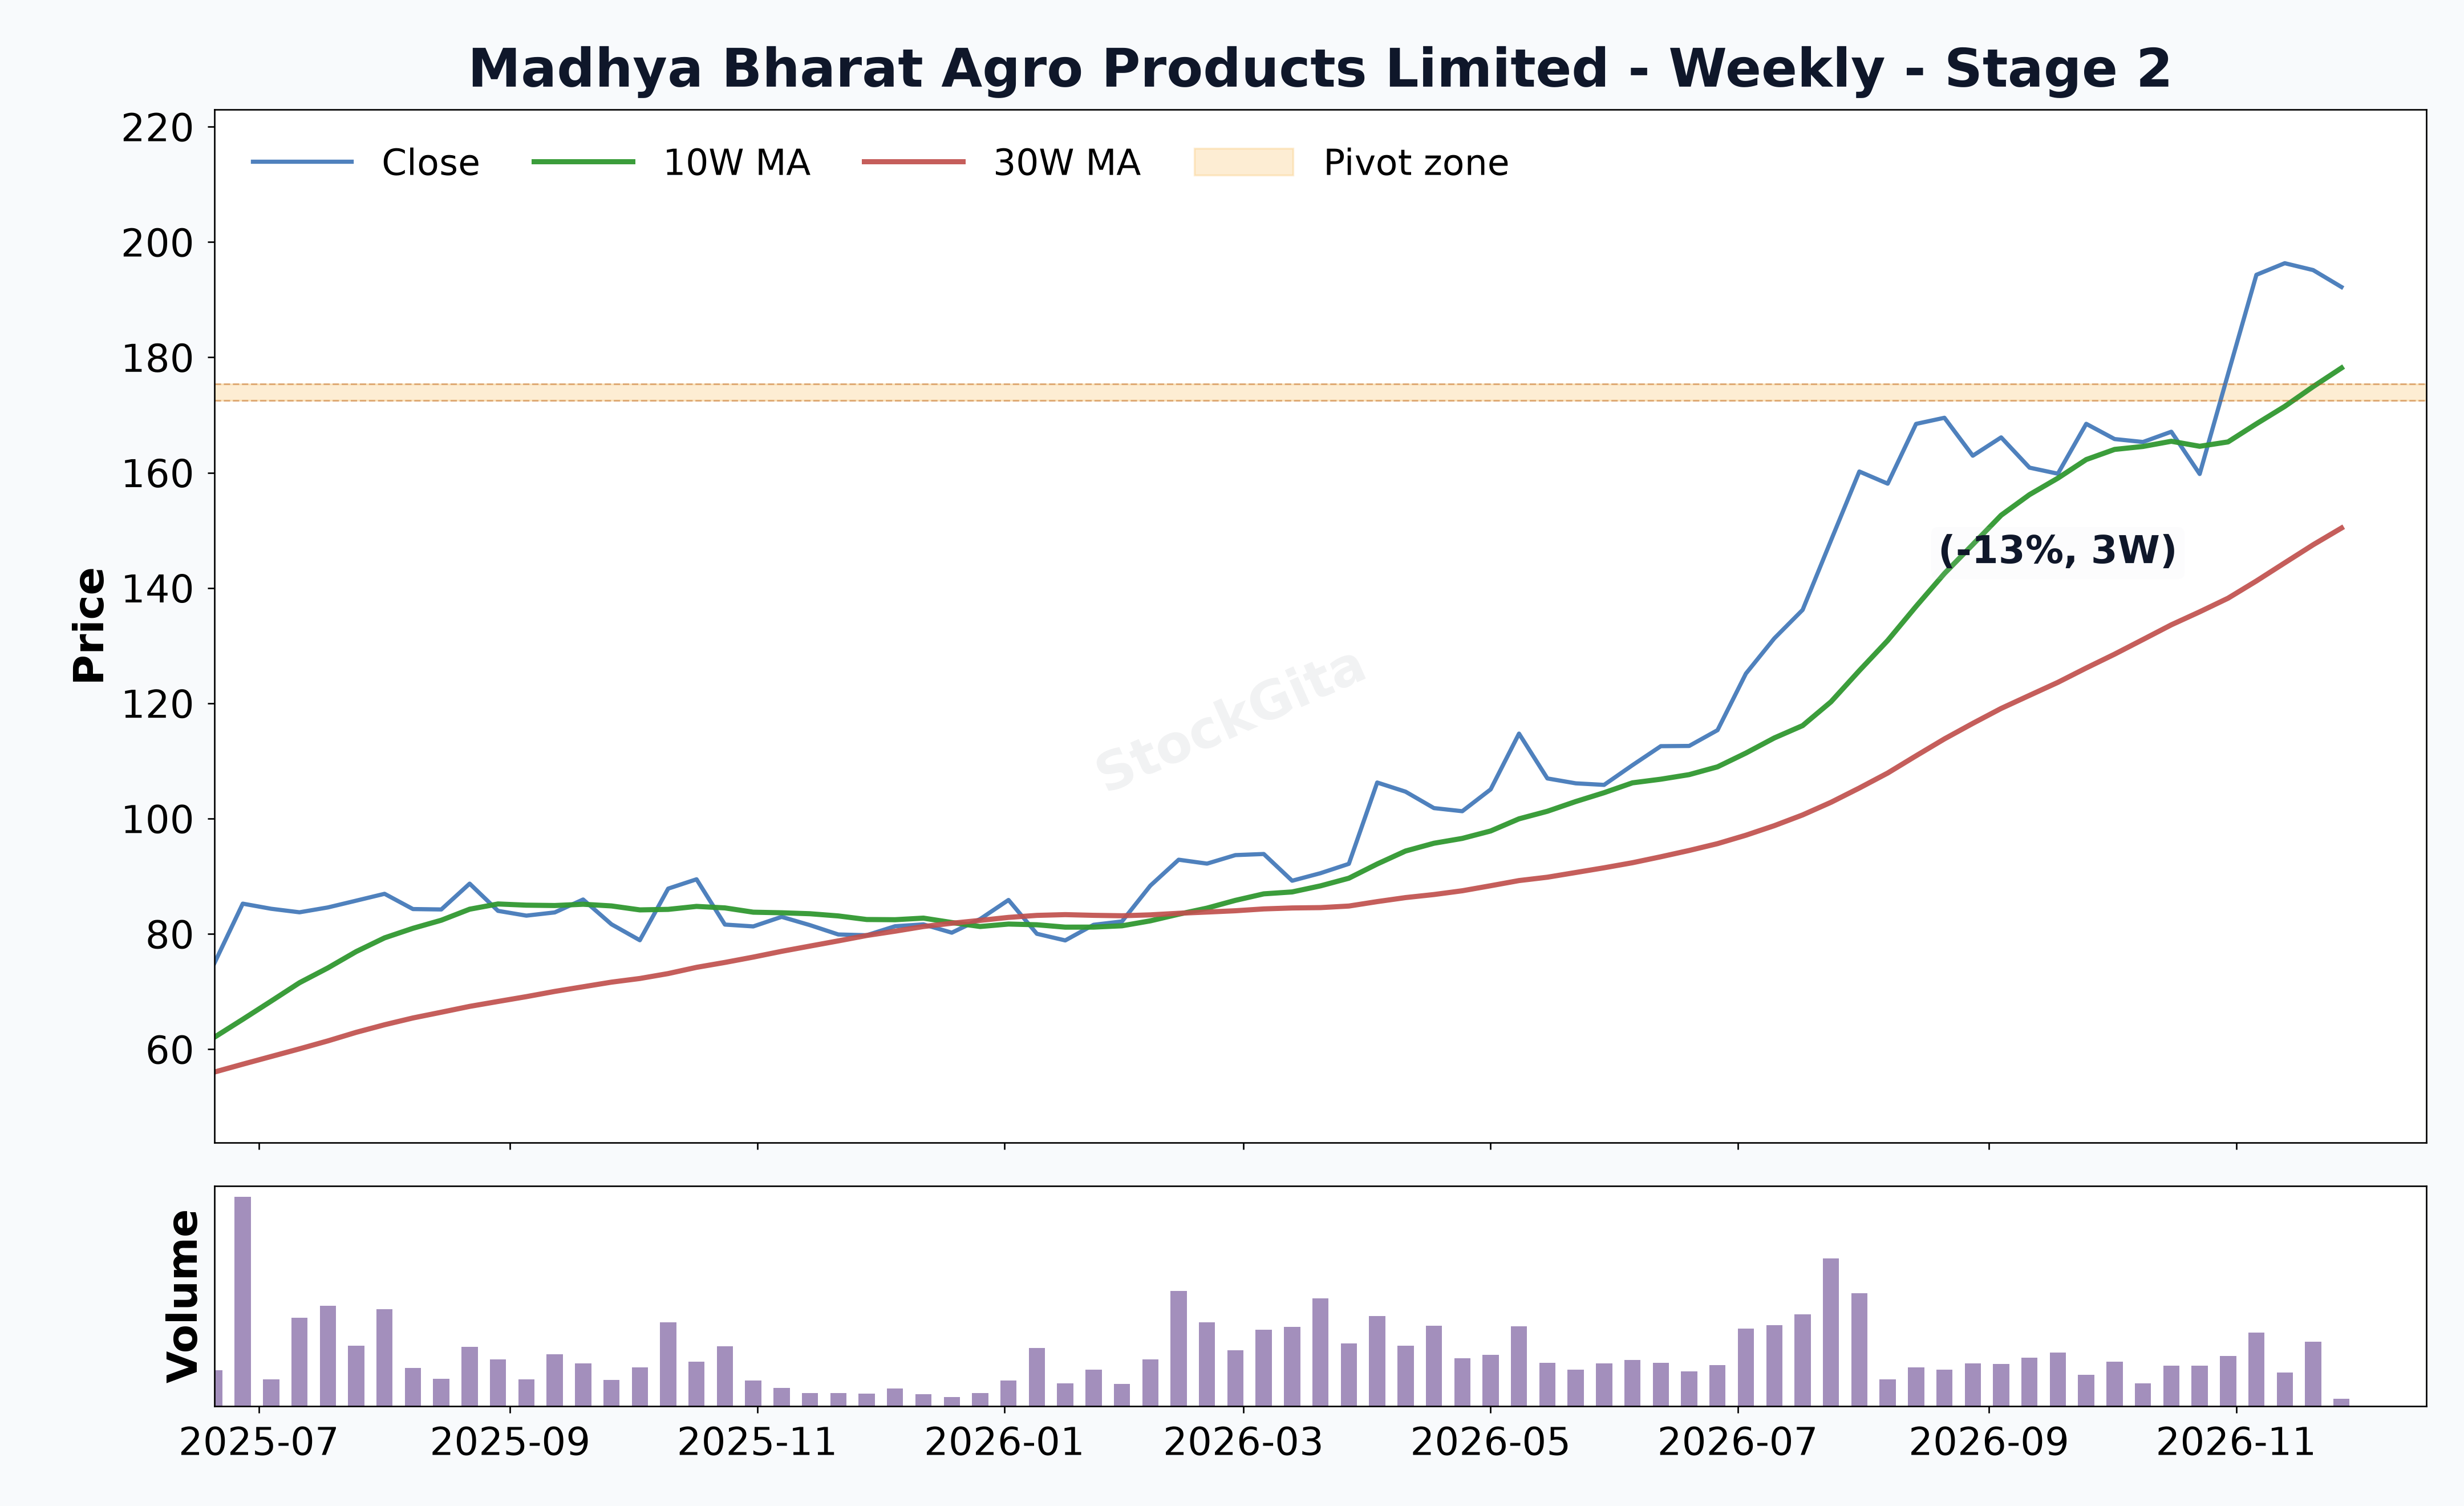 Madhya Bharat Agro Products Limited - Weekly - Stage 2
Close 10W MA 30W MA Pivot zone
220
200
180
160
140
120
100
80
60
Price
(-13%, 3W)
StockGita
Volume
2025-07 2025-09 2025-11 2026-01 2026-03 2026-05 2026-07 2026-09 2026-11